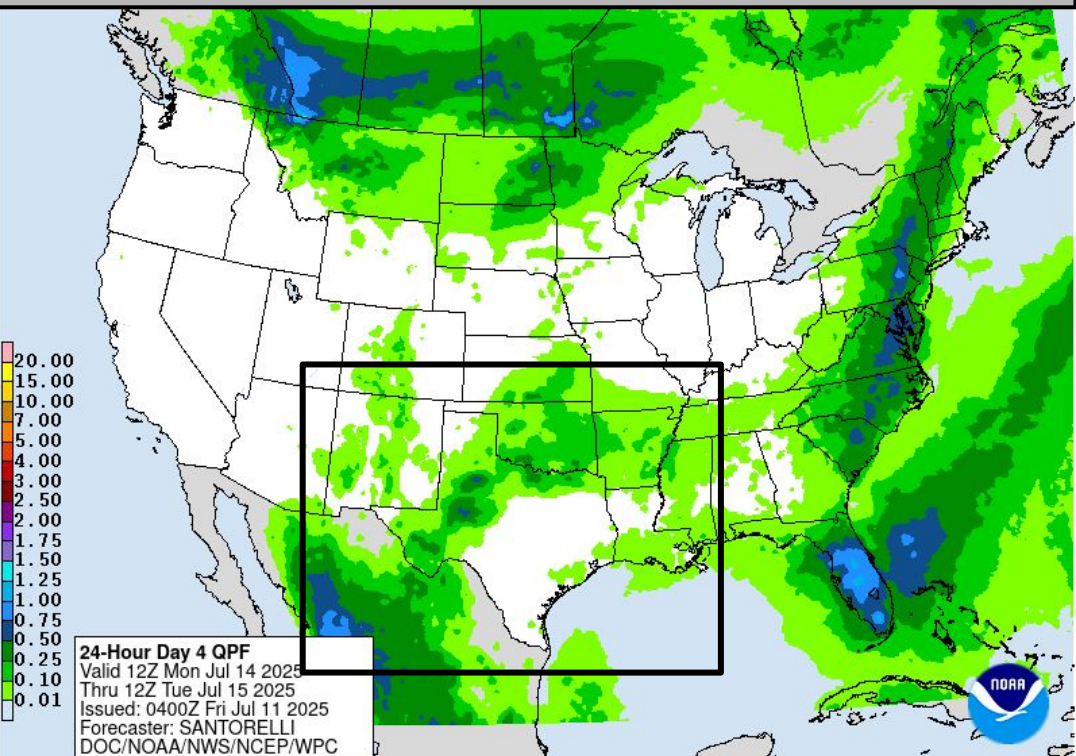 20.00
15.00
10.00
7.00
5.00
4.00
3.00
2.50
2.00
1.75
1.50
1.25
1.00
0.75
0.50
0.25
0.10
0.01
24-Hour Day 4 QPF
Valid 12Z Mon Jul 14 2025
Thru 12Z Tue Jul 15 2025
Issued: 0400Z Fri Jul 11 2025
Forecaster: SANTORELLI
DOC/NOAA/NWS/NCEP/WPC
NOAA